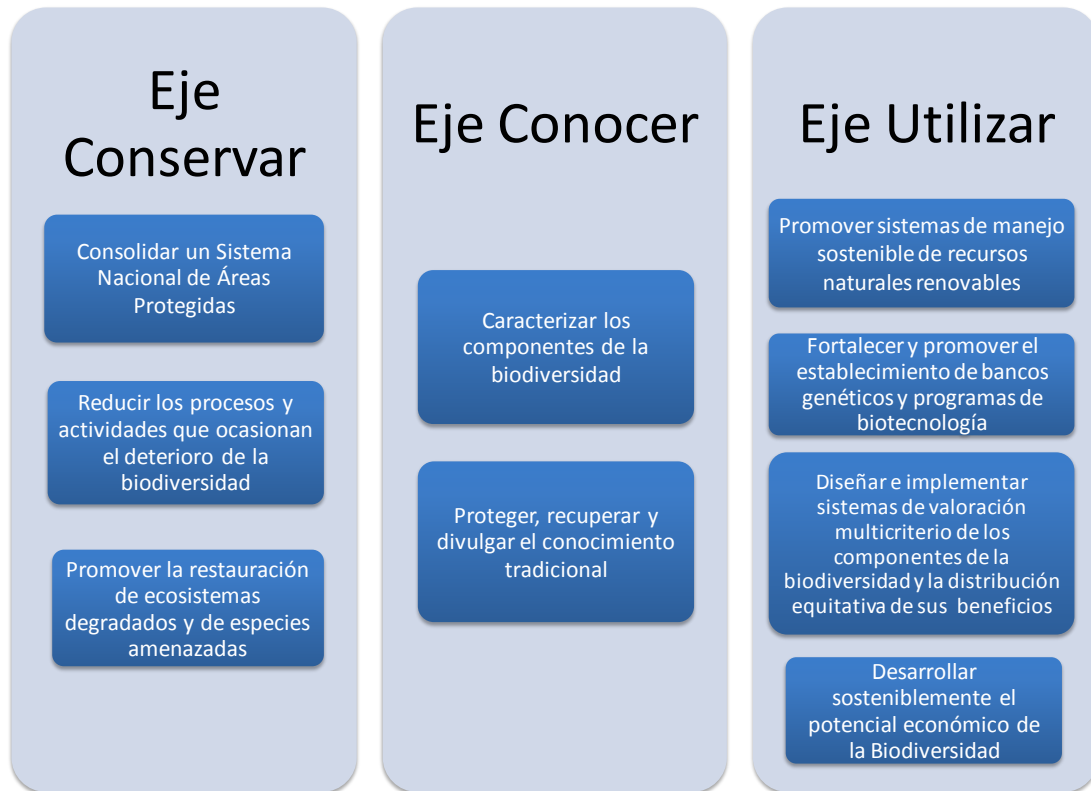 Eje
Conservar
Consolidar un Sistema
Nacional de Áreas
Protegidas
Reducir los procesos y
actividades que ocasionan
el deterioro de la
biodiversidad
Promover la restauración
de ecosistemas
degradados y de especies
amenazadas
Eje Conocer
Caracterizar los
componentes de la
biodiversidad
Proteger, recuperar y
divulgar el conocimiento
tradicional
Eje Utilizar
Promover sistemas de manejo
sostenible de recursos
naturales renovables
Fortalecer y promover el
establecimiento de bancos
genéticos y programas de
biotecnología
Diseñar e implementar
sistemas de valoración
multicriterio de los
componentes de la
biodiversidad y la distribución
equitativa de sus beneficios
Desarrollar
sosteniblemente el
potencial económico de
la Biodiversidad